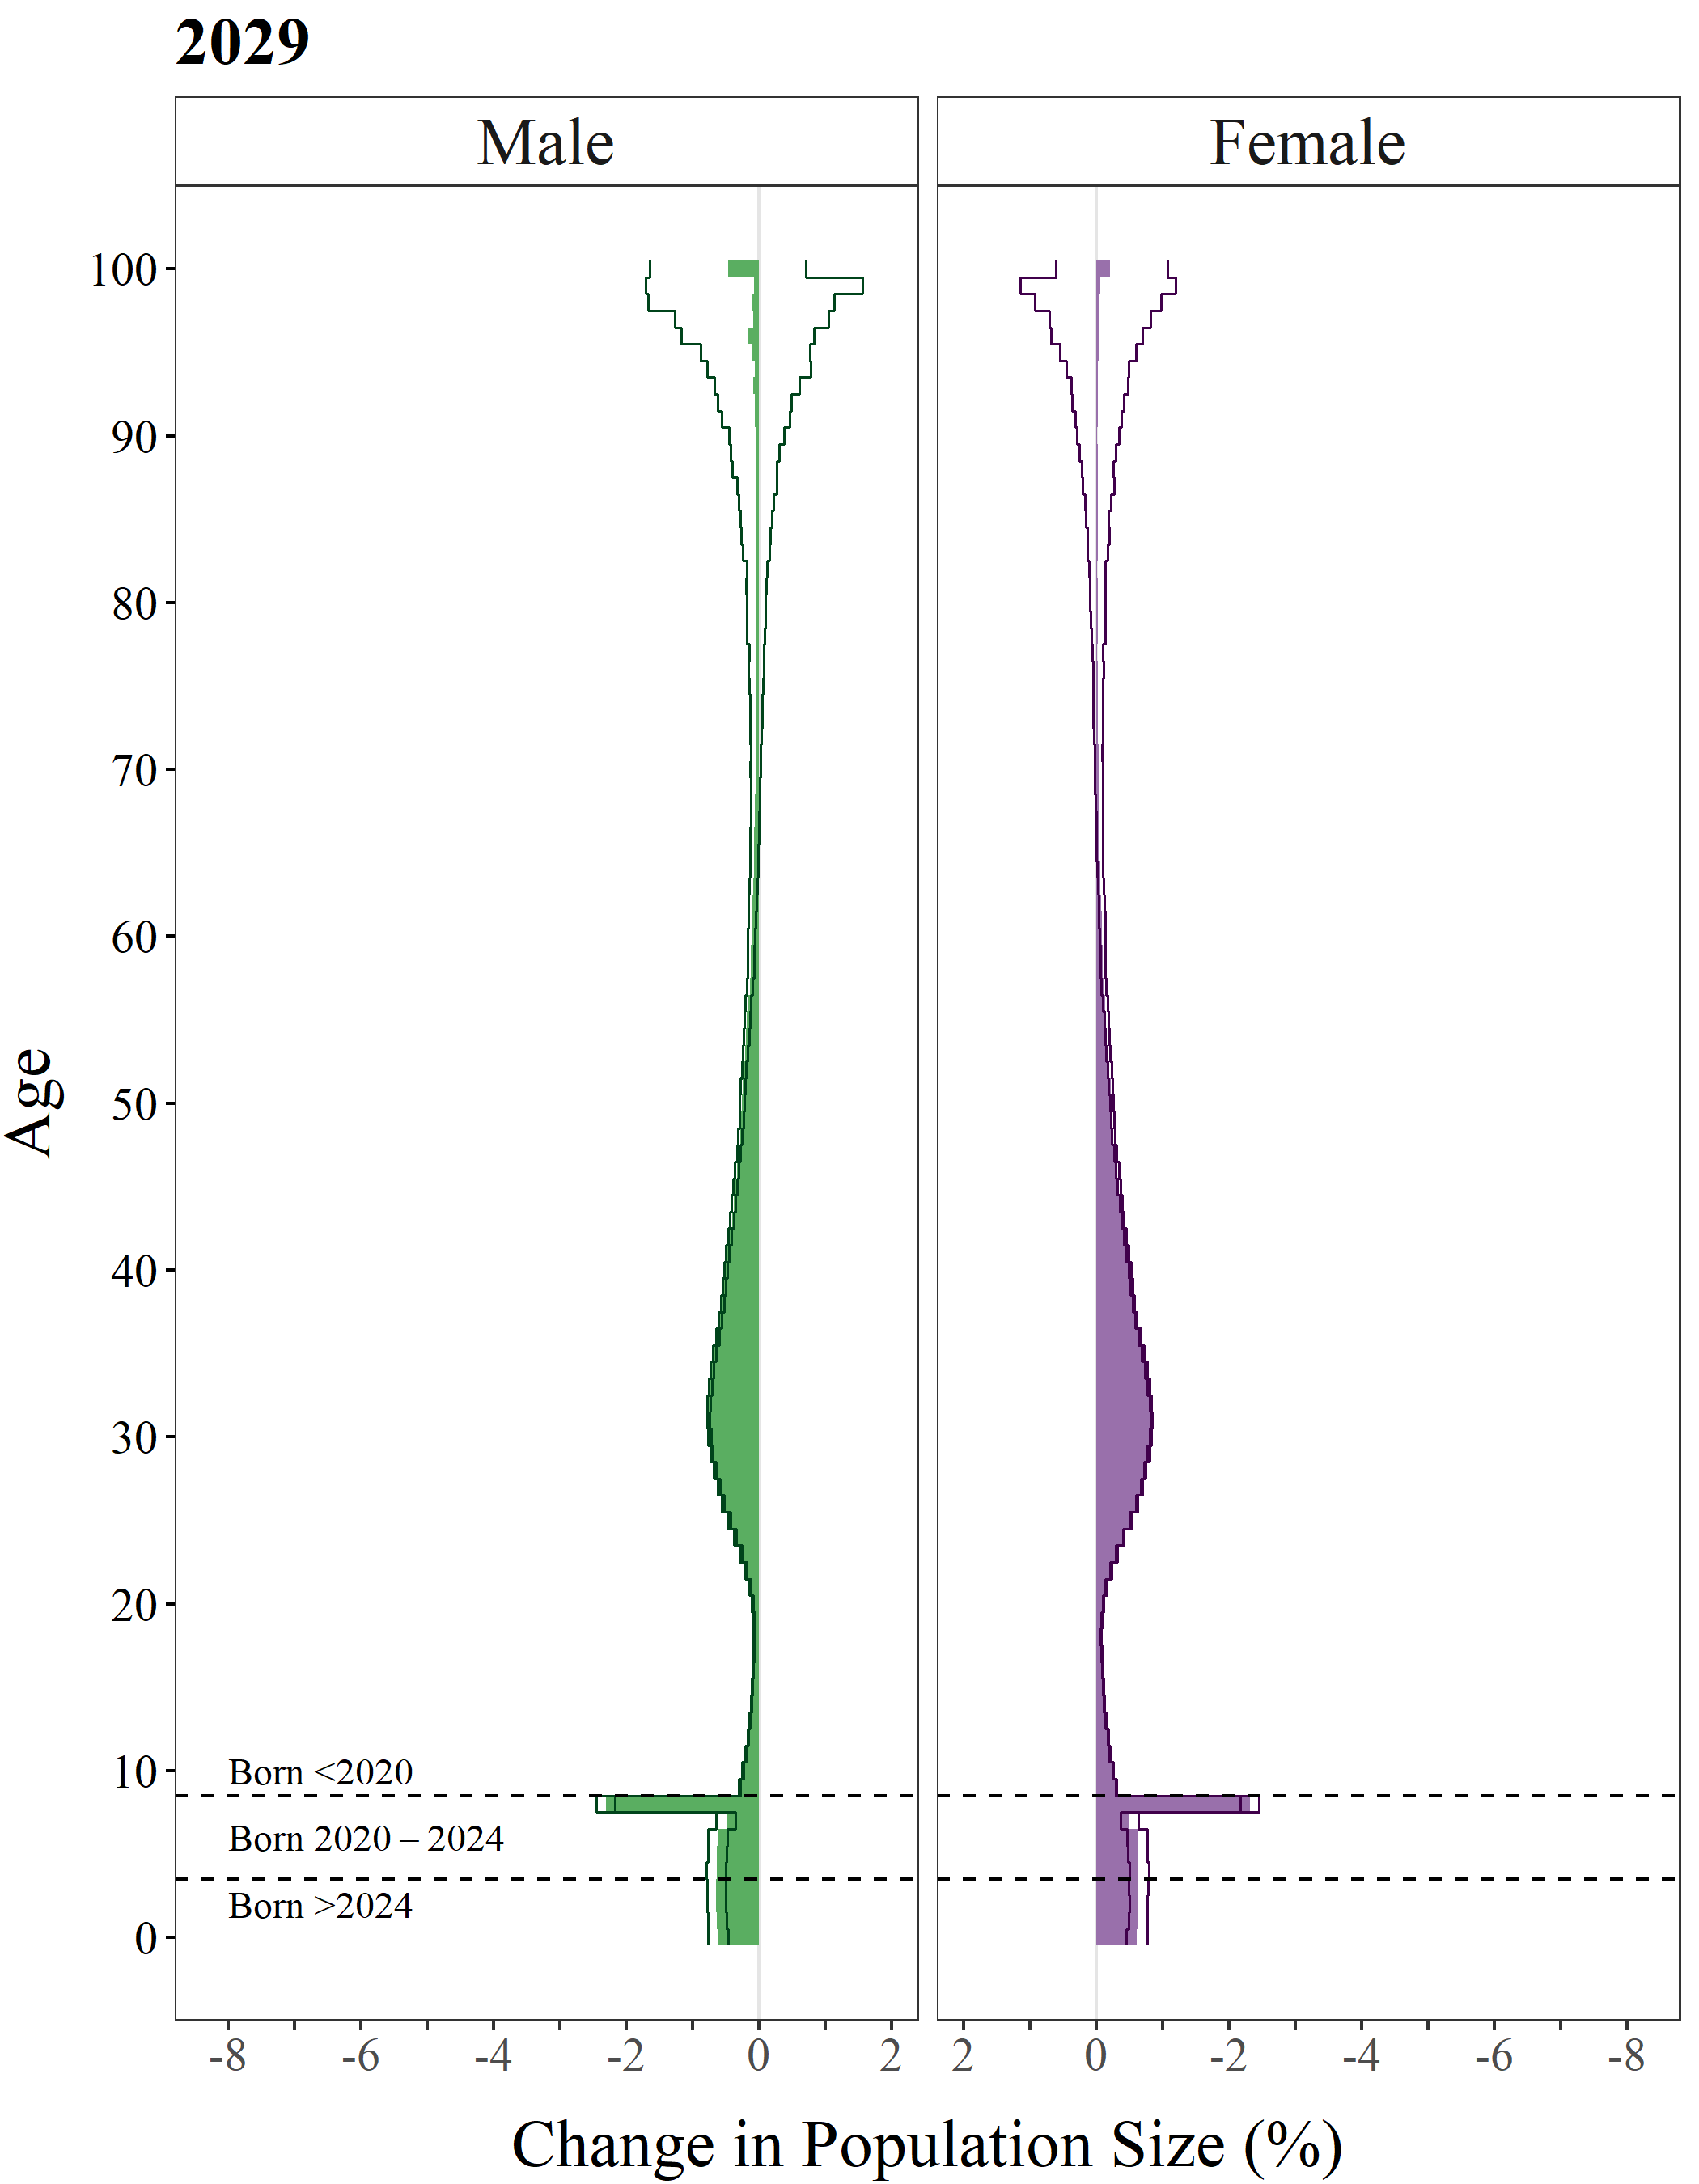 2029
Male
Female
Age
100
90
80
70
60
50
40
30
20
10
0
Born <2020
Born 2020 – 2024
Born >2024
-8 -6 -4 -2 0 2
2 0 -2 -4 -6 -8
Change in Population Size (%)